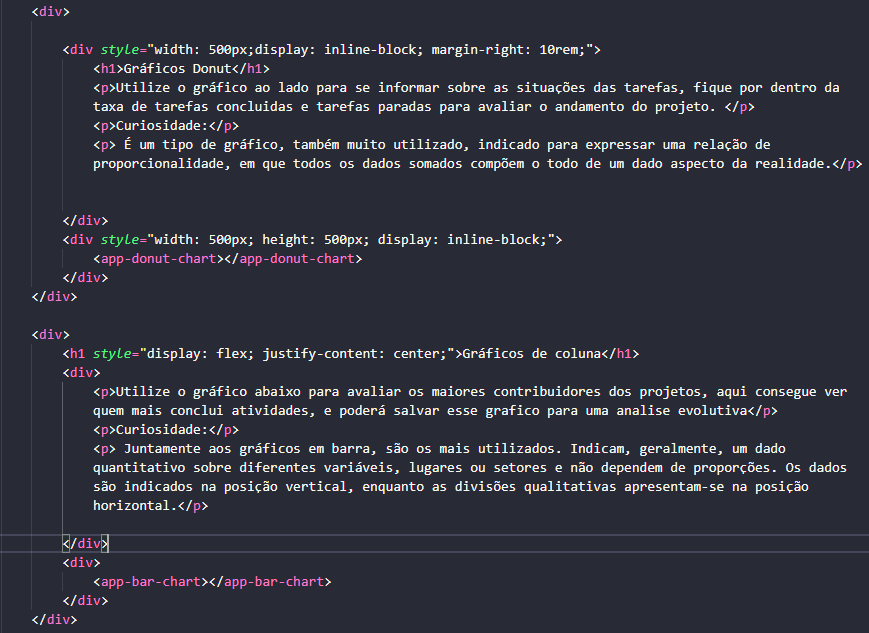 <div>
<div style="width: 500px;display: inline-block; margin-right: 10rem;">
<h1>Gráficos Donut</h1>
<p>Utilize o gráfico ao lado para se informar sobre as situações das tarefas, fique por dentro da
taxa de tarefas concluidas e tarefas paradas para avaliar o andamento do projeto. </p>
<p>Curiosidade:</p>
<p> É um tipo de gráfico, também muito utilizado, indicado para expressar uma relação de
proporcionalidade, em que todos os dados somados compõem o todo de um dado aspecto da realidade.</p>
</div>
<div style="width: 500px; height: 500px; display: inline-block;">
<app-donut-chart></app-donut-chart>
</div>
</div>
<div>
<h1 style="display: flex; justify-content: center;">Gráficos de coluna</h1>
<div>
<p>Utilize o gráfico abaixo para avaliar os maiores contribuidores dos projetos, aqui consegue ver
quem mais conclui atividades, e poderá salvar esse grafico para uma analise evolutiva</p>
<p>Curiosidade:</p>
<p> Juntamente aos gráficos em barra, são os mais utilizados. Indicam, geralmente, um dado
quantitativo sobre diferentes variáveis, lugares ou setores e não dependem de proporções. Os dados
são indicados na posição vertical, enquanto as divisões qualitativas apresentam-se na posição
horizontal.</p>
</div>
<div>
<app-bar-chart></app-bar-chart>
</div>
</div>